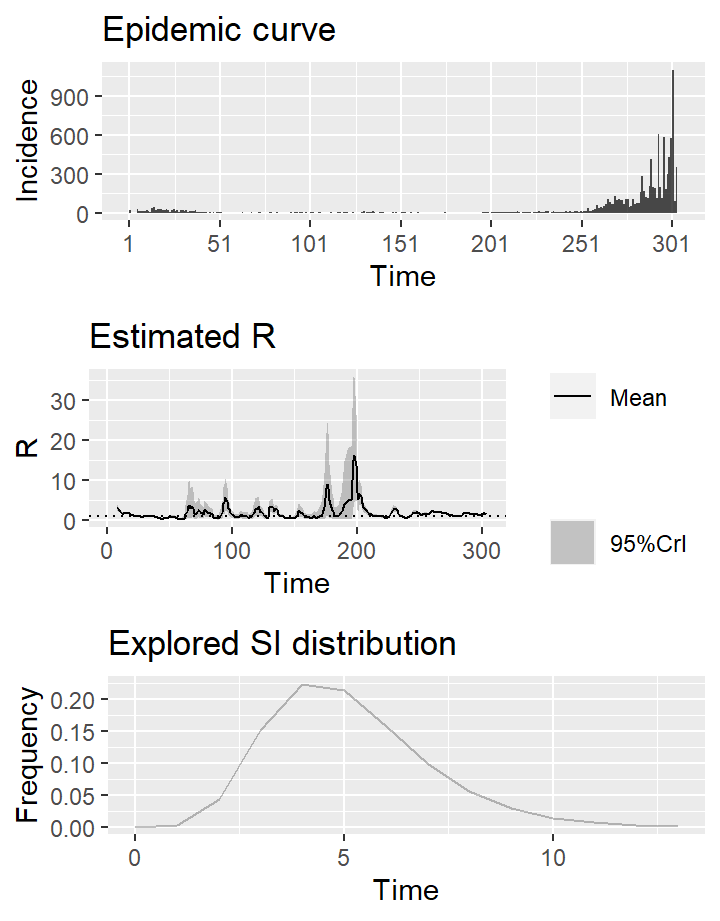 Epidemic curve
Incidence
900
600
300
0
1 51 101 151 201 251 301
Time
Estimated R
R
30
20
10
0
0 100 200 300
Time
Mean
95%CrI
Explored SI distribution
Frequency
0.20
0.15
0.10
0.05
0.00
0 5 10
Time